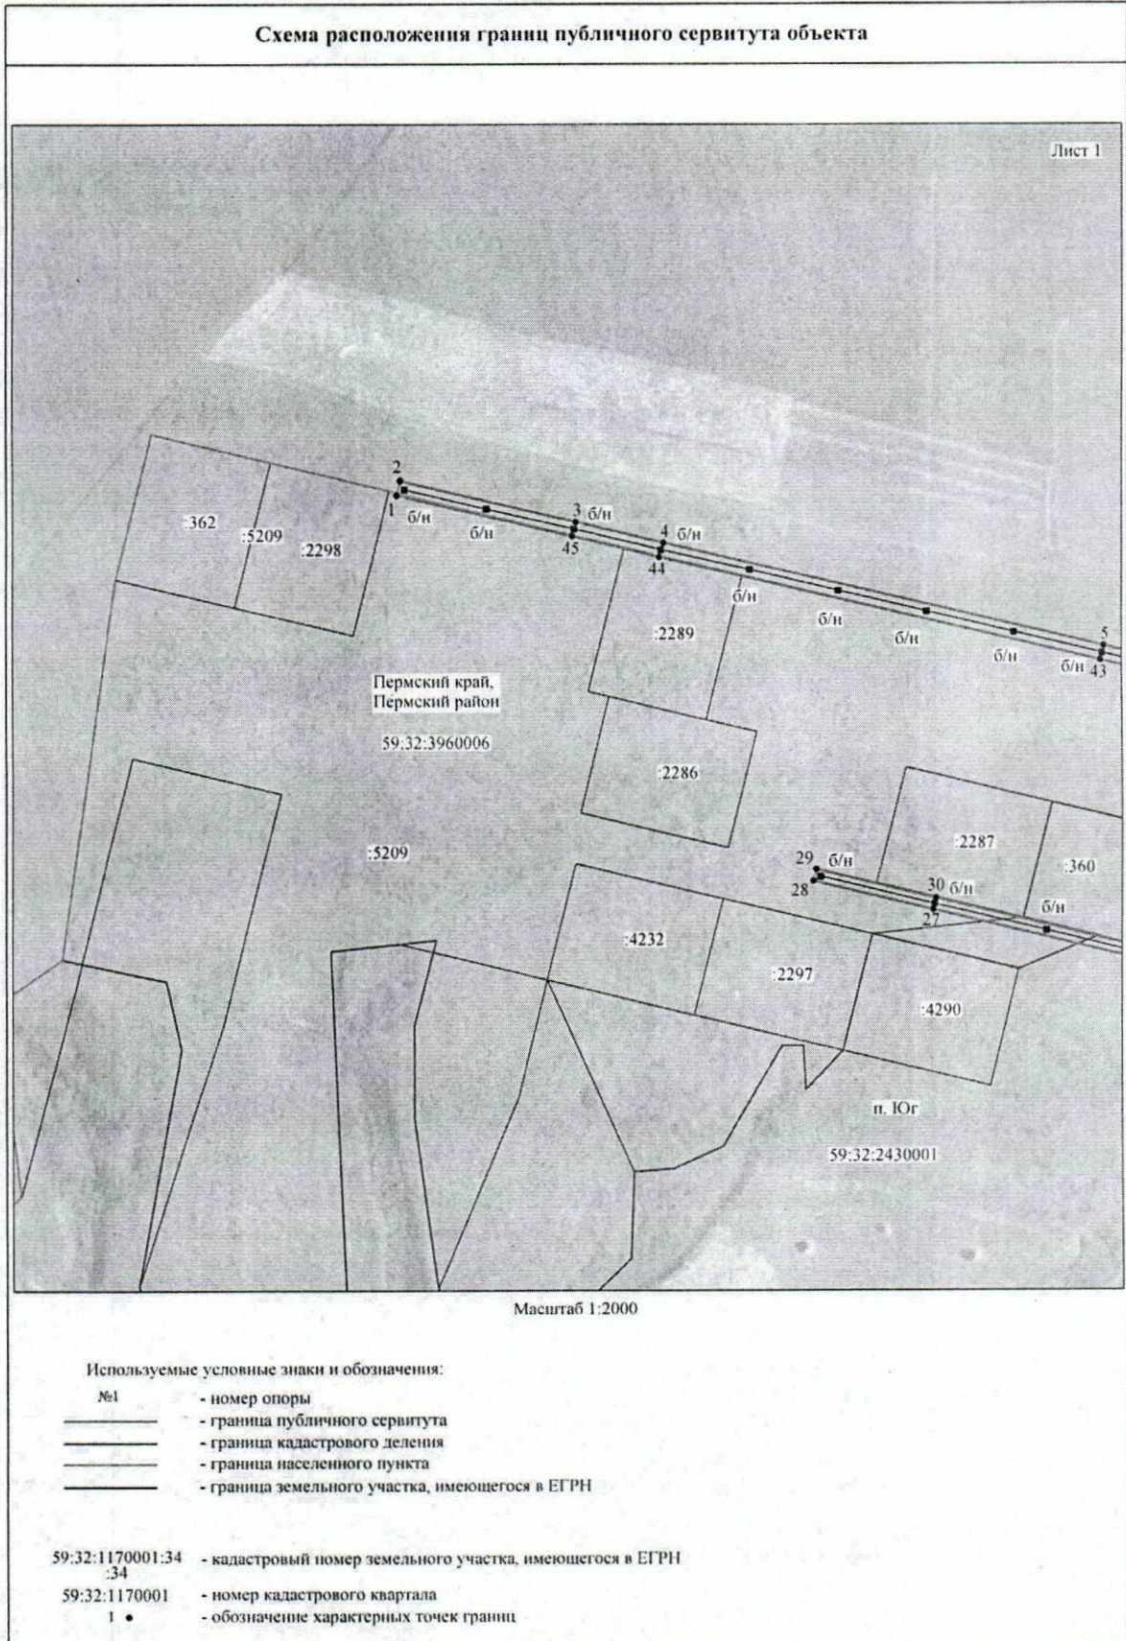 Схема расположения границ публичного сервитута объекта
Лист 1
2
1
б/н
б/н
3
б/н
45
4
б/н
44
б/н
б/н
б/н
б/н
б/н
5
43
:362
:5209
:2298
:2289
Пермский край,
Пермский район
59:32:3960006
:2286
:5209
29
б/н
28
30
б/н
27
б/н
:2287
:360
:4232
:2297
:4290
п. Юг
59:32:2430001
Масштаб 1:2000
Используемые условные знаки и обозначения:
№1 - номер опоры
- граница публичного сервитута
- граница кадастрового деления
- граница населенного пункта
- граница земельного участка, имеющегося в ЕГРН
59:32:1170001:34 - кадастровый номер земельного участка, имеющегося в ЕГРН
:34
59:32:1170001 - номер кадастрового квартала
1 - обозначение характерных точек границ